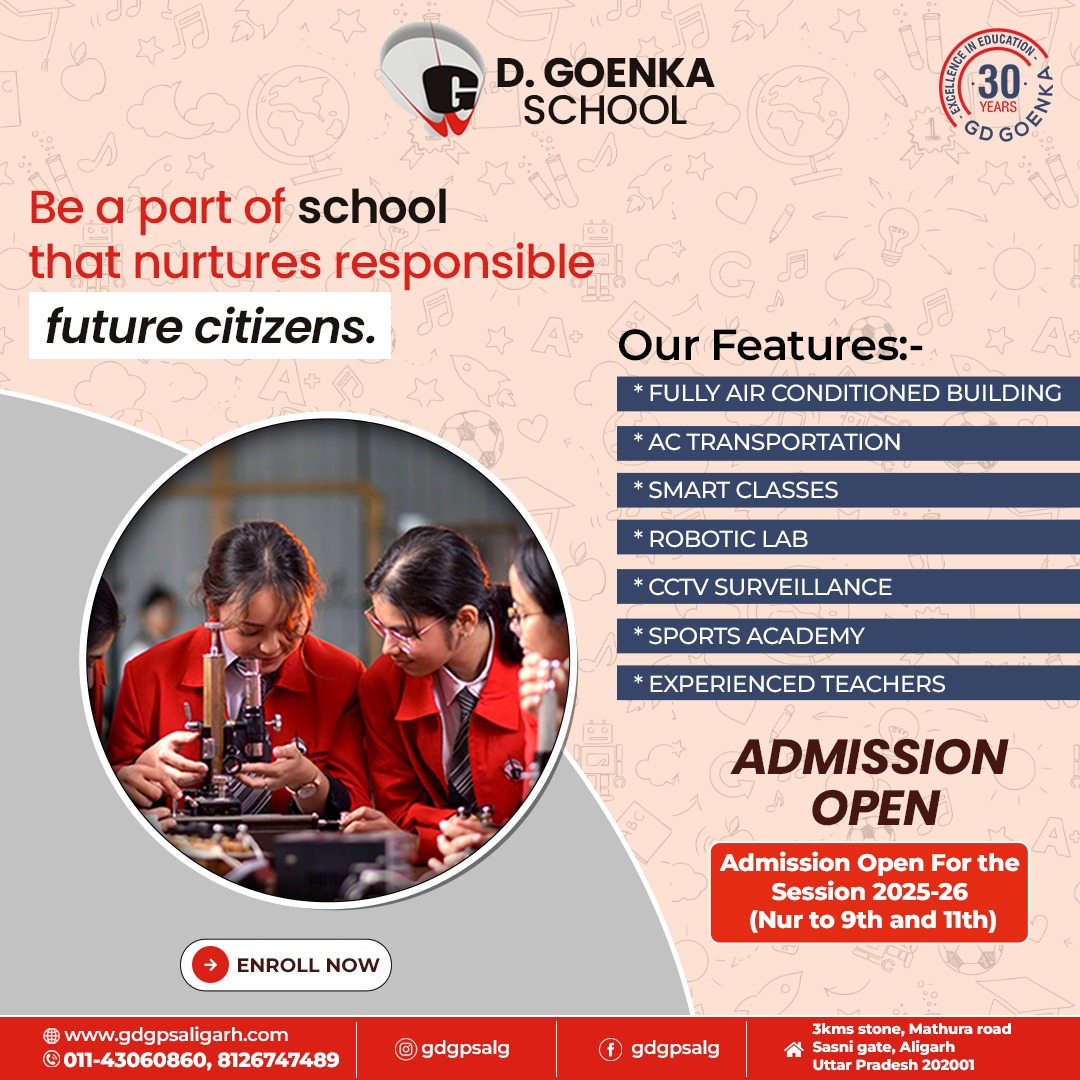 G D. GOENKA
SCHOOL
EXCELLENCE IN EDUCATION
30
YEARS
GD GOENKA
Be a part of school
that nurtures responsible
future citizens.
Our Features:-
* FULLY AIR CONDITIONED BUILDING
* AC TRANSPORTATION
* SMART CLASSES
* ROBOTIC LAB
* CCTV SURVEILLANCE
* SPORTS ACADEMY
* EXPERIENCED TEACHERS
ADMISSION
OPEN
Admission Open For the
Session 2025-26
(Nur to 9th and 11th)
ENROLL NOW
www.gdgpsaligarh.com
011-43060860, 8126747489
gdgpsalg
gdgpsalg
3kms stone, Mathura road
Sasni gate, Aligarh
Uttar Pradesh 202001